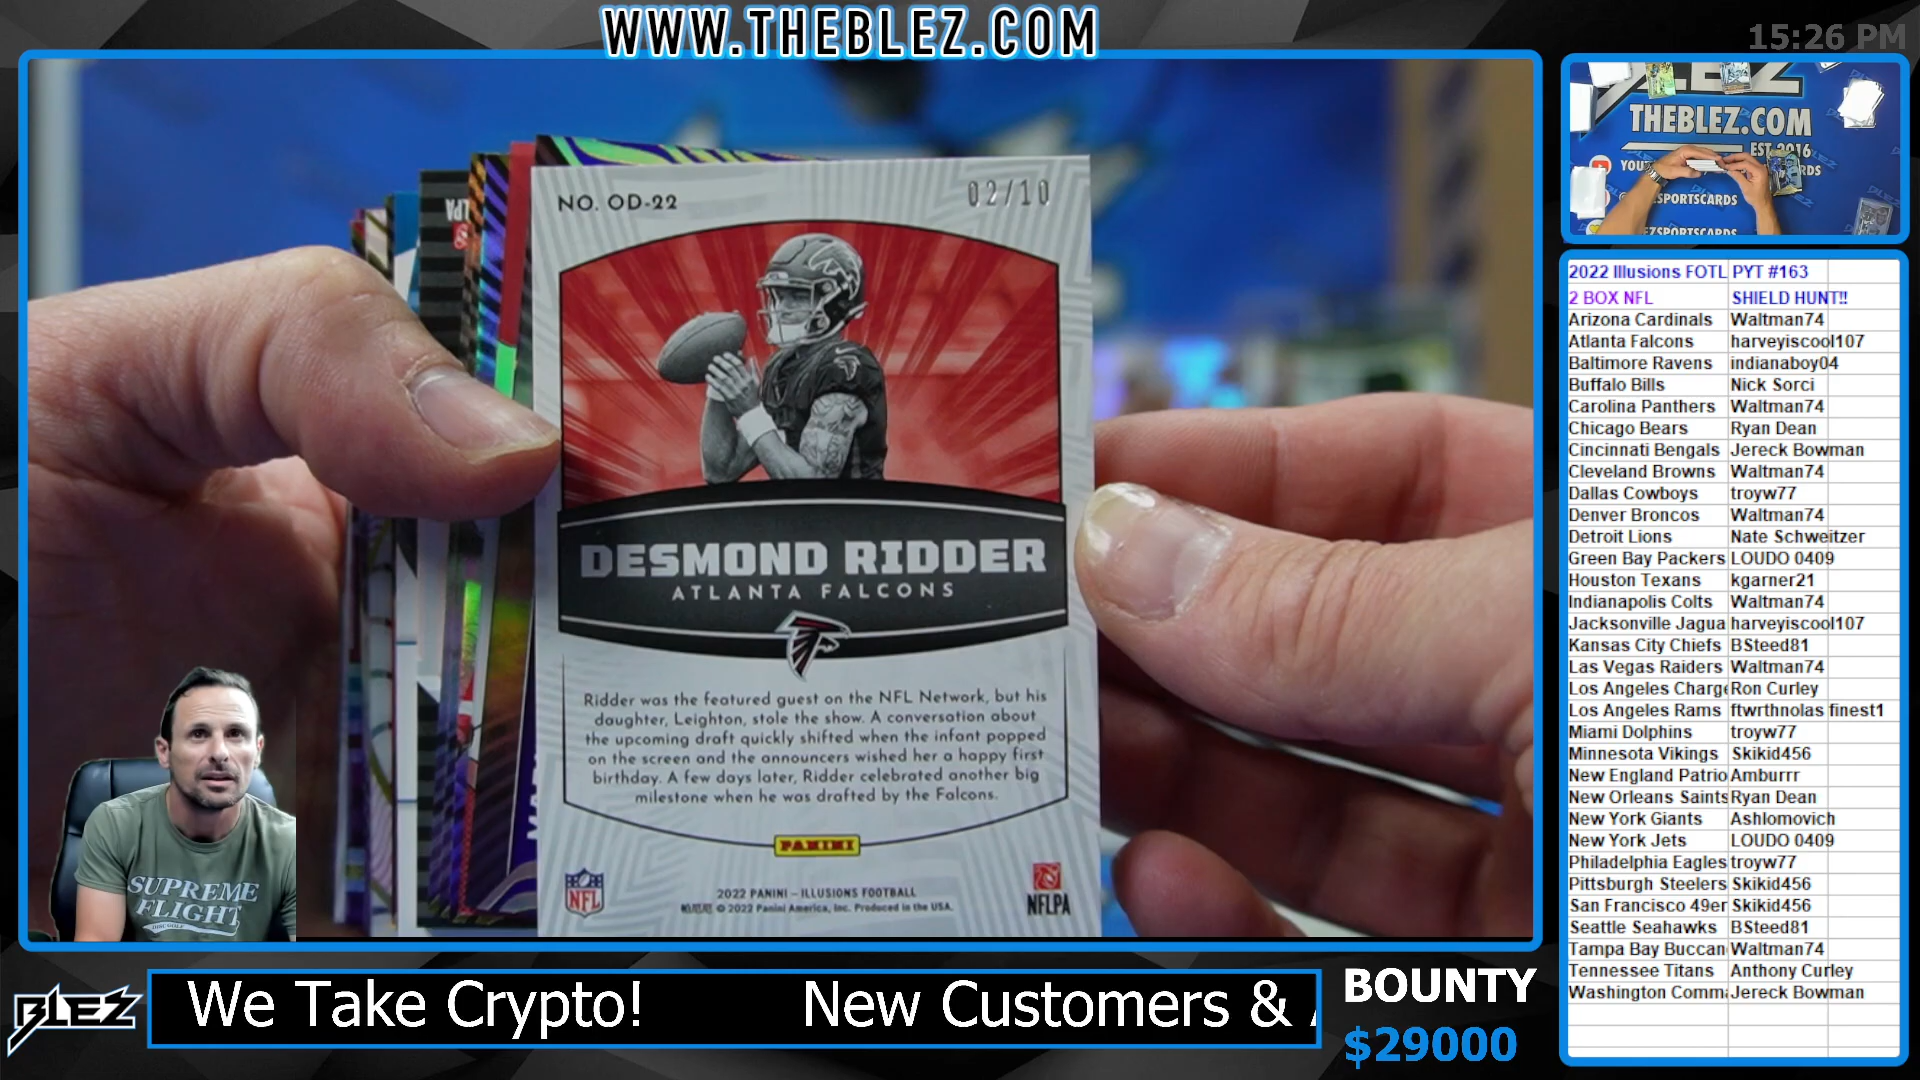 WWW.THEBLEZ.COM
15:26 PM
NO. OD-22
02/10
DESMOND RIDDER
ATLANTA FALCONS
Ridder was the featured guest on the NFL Network, but his
daughter, Leighton, stole the show. A conversation about
the upcoming draft quickly shifted when the infant popped
on the screen and the announcers wished her a happy first
birthday. A few days later, Ridder celebrated another big
milestone when he was drafted by the Falcons.
PANINI
NFL
2022 PANINI – ILLUSIONS FOOTBALL
© 2022 Panini America, Inc. Produced in the USA.
NFLPA
SUPREME
FLIGHT
DISC GOLF
THEBLEZ.COM
EST 2016
YOU
RDS
ZSPORTSCARDS
EZSPORTSCARDS
2022 Illusions FOTL PYT #163
2 BOX NFL SHIELD HUNT!!
Arizona Cardinals Waltman74
Atlanta Falcons harveyiscool107
Baltimore Ravens indianaboy04
Buffalo Bills Nick Sorci
Carolina Panthers Waltman74
Chicago Bears Ryan Dean
Cincinnati Bengals Jereck Bowman
Cleveland Browns Waltman74
Dallas Cowboys troyw77
Denver Broncos Waltman74
Detroit Lions Nate Schweitzer
Green Bay Packers LOUDO 0409
Houston Texans kgarner21
Indianapolis Colts Waltman74
Jacksonville Jagua harveyiscool107
Kansas City Chiefs BSteed81
Las Vegas Raiders Waltman74
Los Angeles Charge Ron Curley
Los Angeles Rams ftwrthnolas finest1
Miami Dolphins troyw77
Minnesota Vikings Skikid456
New England Patrio Amburrr
New Orleans Saints Ryan Dean
New York Giants Ashlomovich
New York Jets LOUDO 0409
Philadelphia Eagles troyw77
Pittsburgh Steelers Skikid456
San Francisco 49er Skikid456
Seattle Seahawks BSteed81
Tampa Bay Buccan Waltman74
Tennessee Titans Anthony Curley
Washington Comma Jereck Bowman
BLEZ
We Take Crypto! New Customers &
BOUNTY
$29000